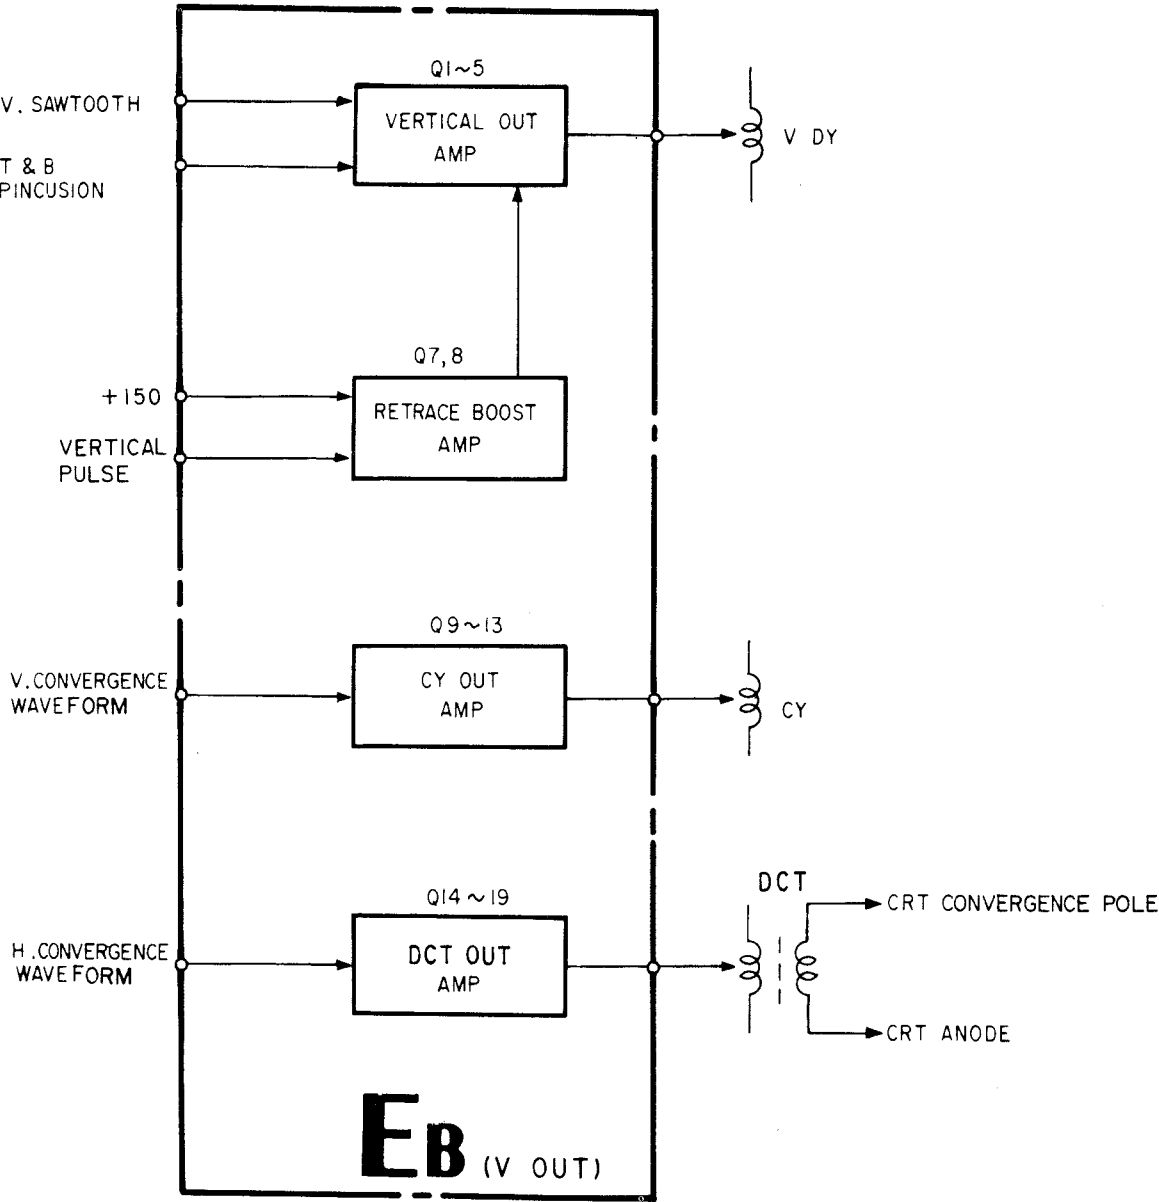 Q1~5
V. SAWTOOTH
VERTICAL OUT
AMP
V DY
T & B
PINCUSION
Q7,8
+150
RETRACE BOOST
AMP
VERTICAL
PULSE
Q9~13
V.CONVERGENCE
WAVEFORM
CY OUT
AMP
CY
Q14~19
DCT
CRT CONVERGENCE POLE
H.CONVERGENCE
WAVEFORM
DCT OUT
AMP
CRT ANODE
EB (V OUT)